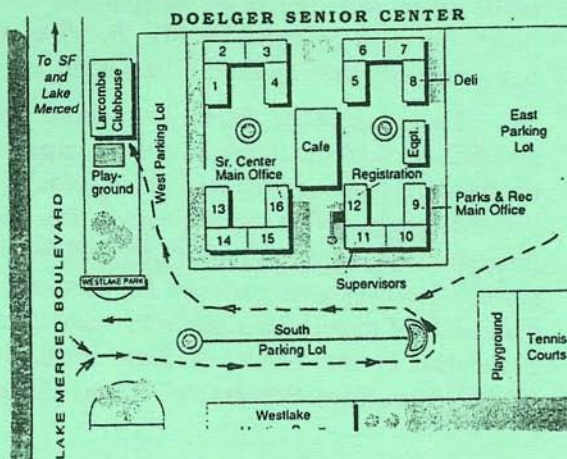 DOELGER SENIOR CENTER
To SF
and
Lake
Merced
Larcombe
Clubhouse
Play-
ground
West Parking Lot
LAKE MERCED BOULEVARD
WESTLAKE PARK
2 3
1 4
6 7
5 8
Deli
Cafe
Eqpt.
East
Parking
Lot
Sr. Center
Main Office
Registration
13 16
14 15
12 9
11 10
Parks & Rec
Main Office
Supervisors
South
Parking Lot
Playground
Tennis
Courts
Westlake